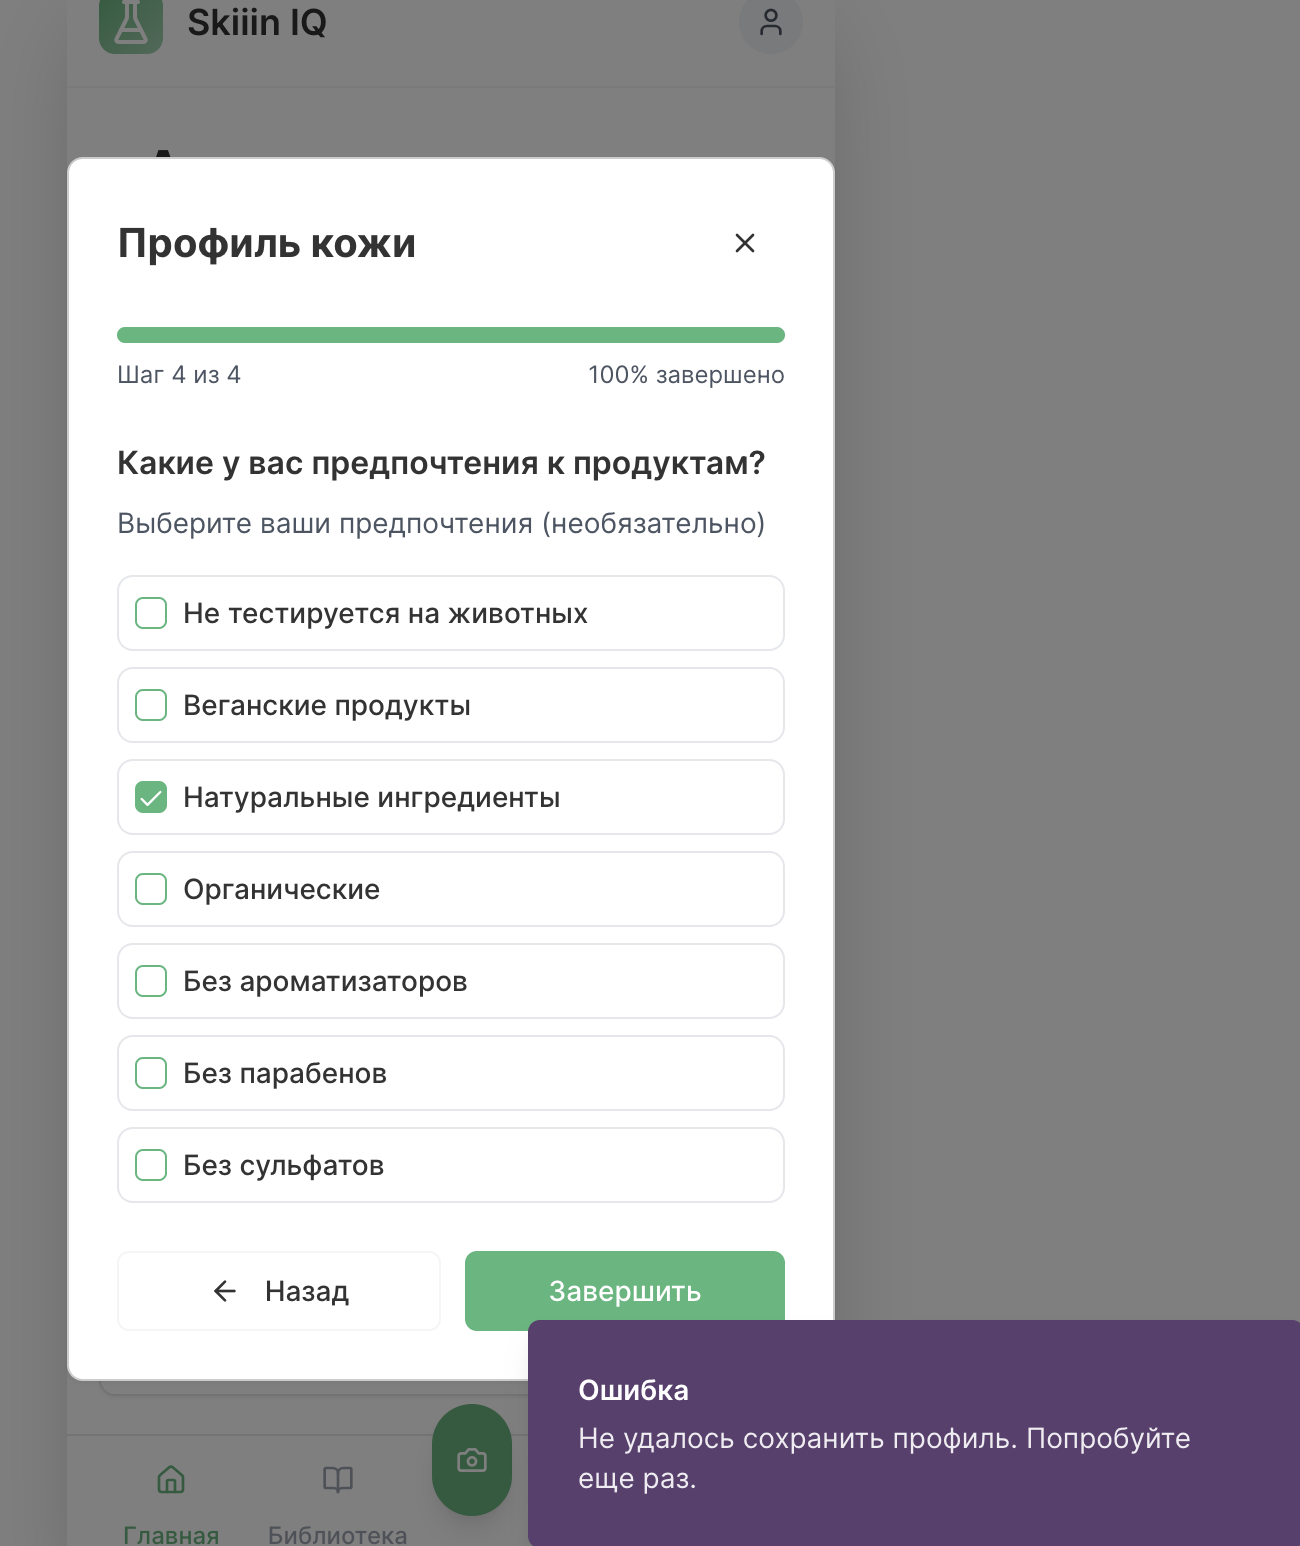 Skiiin IQ
Профиль кожи
Шаг 4 из 4
100% завершено
Какие у вас предпочтения к продуктам?
Выберите ваши предпочтения (необязательно)
Не тестируется на животных
Веганские продукты
Натуральные ингредиенты
Органические
Без ароматизаторов
Без парабенов
Без сульфатов
Назад
Завершить
Ошибка
Не удалось сохранить профиль. Попробуйте
еще раз.
Главная
Библиотека